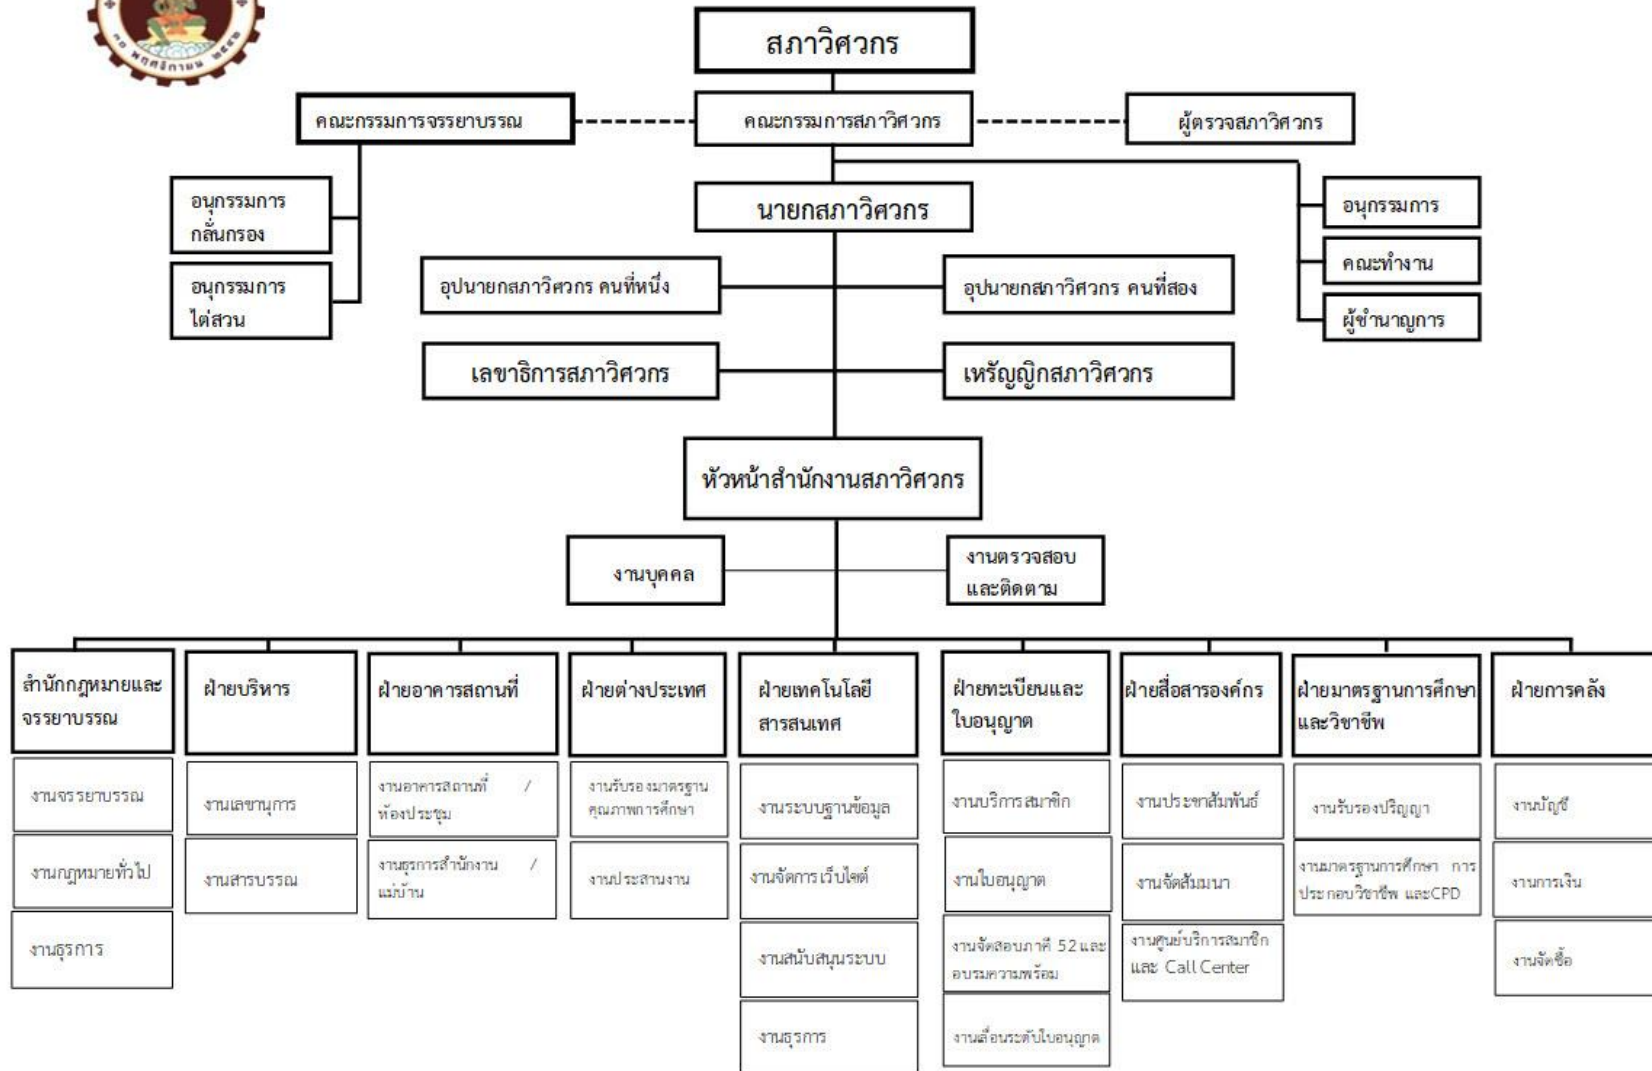 ๓๐ พฤศจิกายน ๒๕๔๒
สภาวิศวกร
คณะกรรมการจรรยาบรรณ
คณะกรรมการสภาวิศวกร
ผู้ตรวจสภาวิศวกร
อนุกรรมการ
กลั่นกรอง
นายกสภาวิศวกร
อนุกรรมการ
คณะทำงาน
อนุกรรมการ
ไต่สวน
อุปนายกสภาวิศวกร คนที่หนึ่ง
อุปนายกสภาวิศวกร คนที่สอง
ผู้ชำนาญการ
เลขาธิการสภาวิศวกร
เหรัญญิกสภาวิศวกร
หัวหน้าสำนักงานสภาวิศวกร
งานบุคคล
งานตรวจสอบ
และติดตาม
สำนักกฎหมายและ
จรรยาบรรณ
ฝ่ายบริหาร
ฝ่ายอาคารสถานที่
ฝ่ายต่างประเทศ
ฝ่ายเทคโนโลยี
สารสนเทศ
ฝ่ายทะเบียนและ
ใบอนุญาต
ฝ่ายสื่อสารองค์กร
ฝ่ายมาตรฐานการศึกษา
และวิชาชีพ
ฝ่ายการคลัง
งานจรรยาบรรณ
งานเลขานุการ
งานอาคารสถานที่ /
ห้องประชุม
งานรับรองมาตรฐาน
คุณภาพการศึกษา
งานระบบฐานข้อมูล
งานบริการสมาชิก
งานประชาสัมพันธ์
งานรับรองปริญญา
งานบัญชี
งานกฎหมายทั่วไป
งานสารบรรณ
งานธุรการสำนักงาน /
แม่บ้าน
งานประสานงาน
งานจัดการเว็บไซต์
งานใบอนุญาต
งานจัดสัมมนา
งานมาตรฐานการศึกษา การ
ประกอบวิชาชีพ และCPD
งานการเงิน
งานธุรการ
งานสนับสนุนระบบ
งานจัดสอบภาคี 52 และ
อบรมความพร้อม
งานศูนย์บริการสมาชิก
และ Call Center
งานจัดซื้อ
งานธุรการ
งานเลื่อนระดับใบอนุญาต